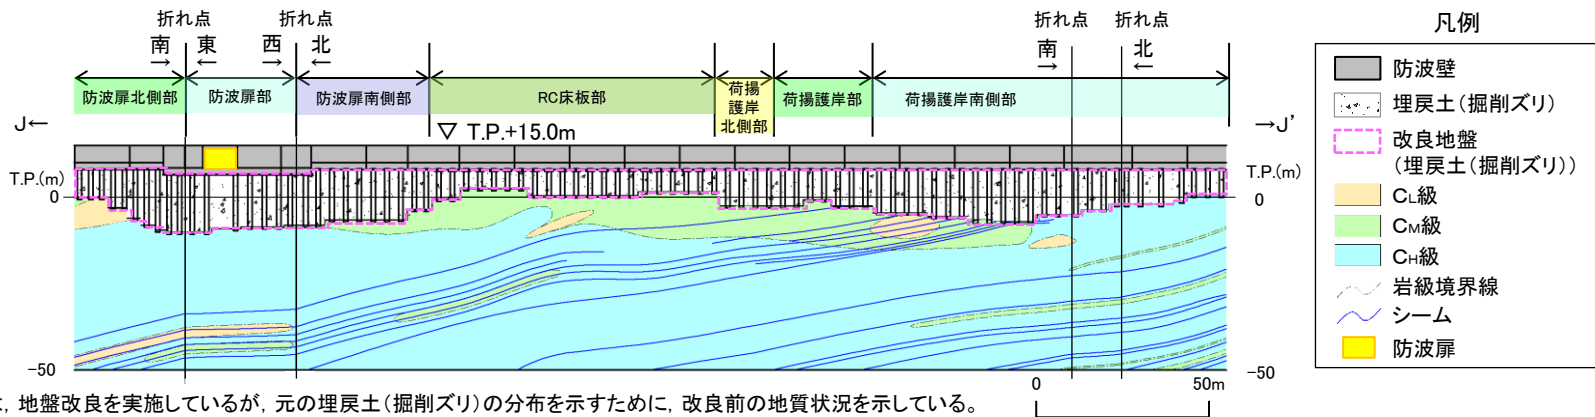 折れ点 折れ点 折れ点 折れ点
南 東 西 北 南 北
→ ← → ← → ←
防波扉北側部 防波扉部 防波扉南側部 RC床板部 荷揚護岸北側部 荷揚護岸部 荷揚護岸南側部
J← ▽ T.P.+15.0m →J’
T.P.(m) T.P.(m)
0 0
-50 -50
0 50m
凡例
防波壁
埋戻土(掘削ズリ)
改良地盤
(埋戻土(掘削ズリ))
CL級
CM級
CH級
岩級境界線
シーム
防波扉
, 地盤改良を実施しているが, 元の埋戻土(掘削ズリ)の分布を示すために, 改良前の地質状況を示している。